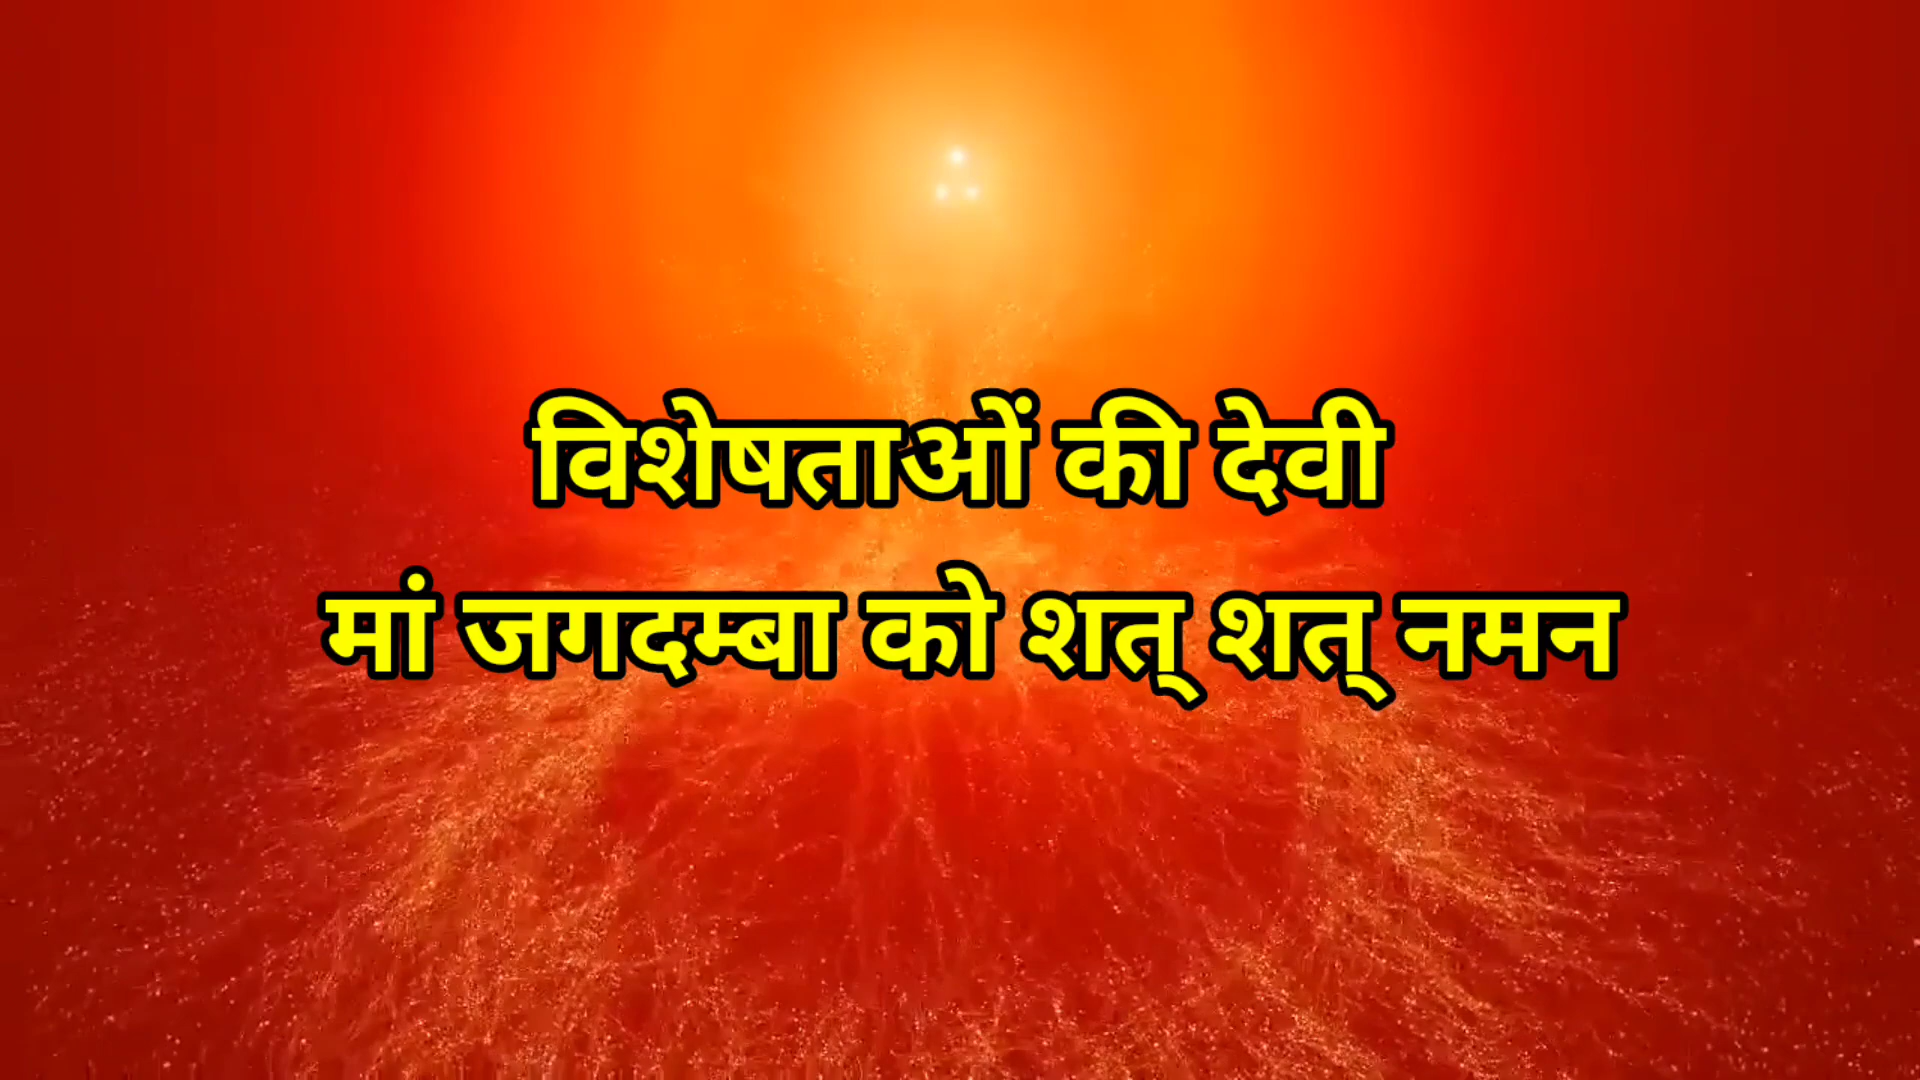 विशेषताओं की देवी
मां जगदम्बा को शत् शत् नमन